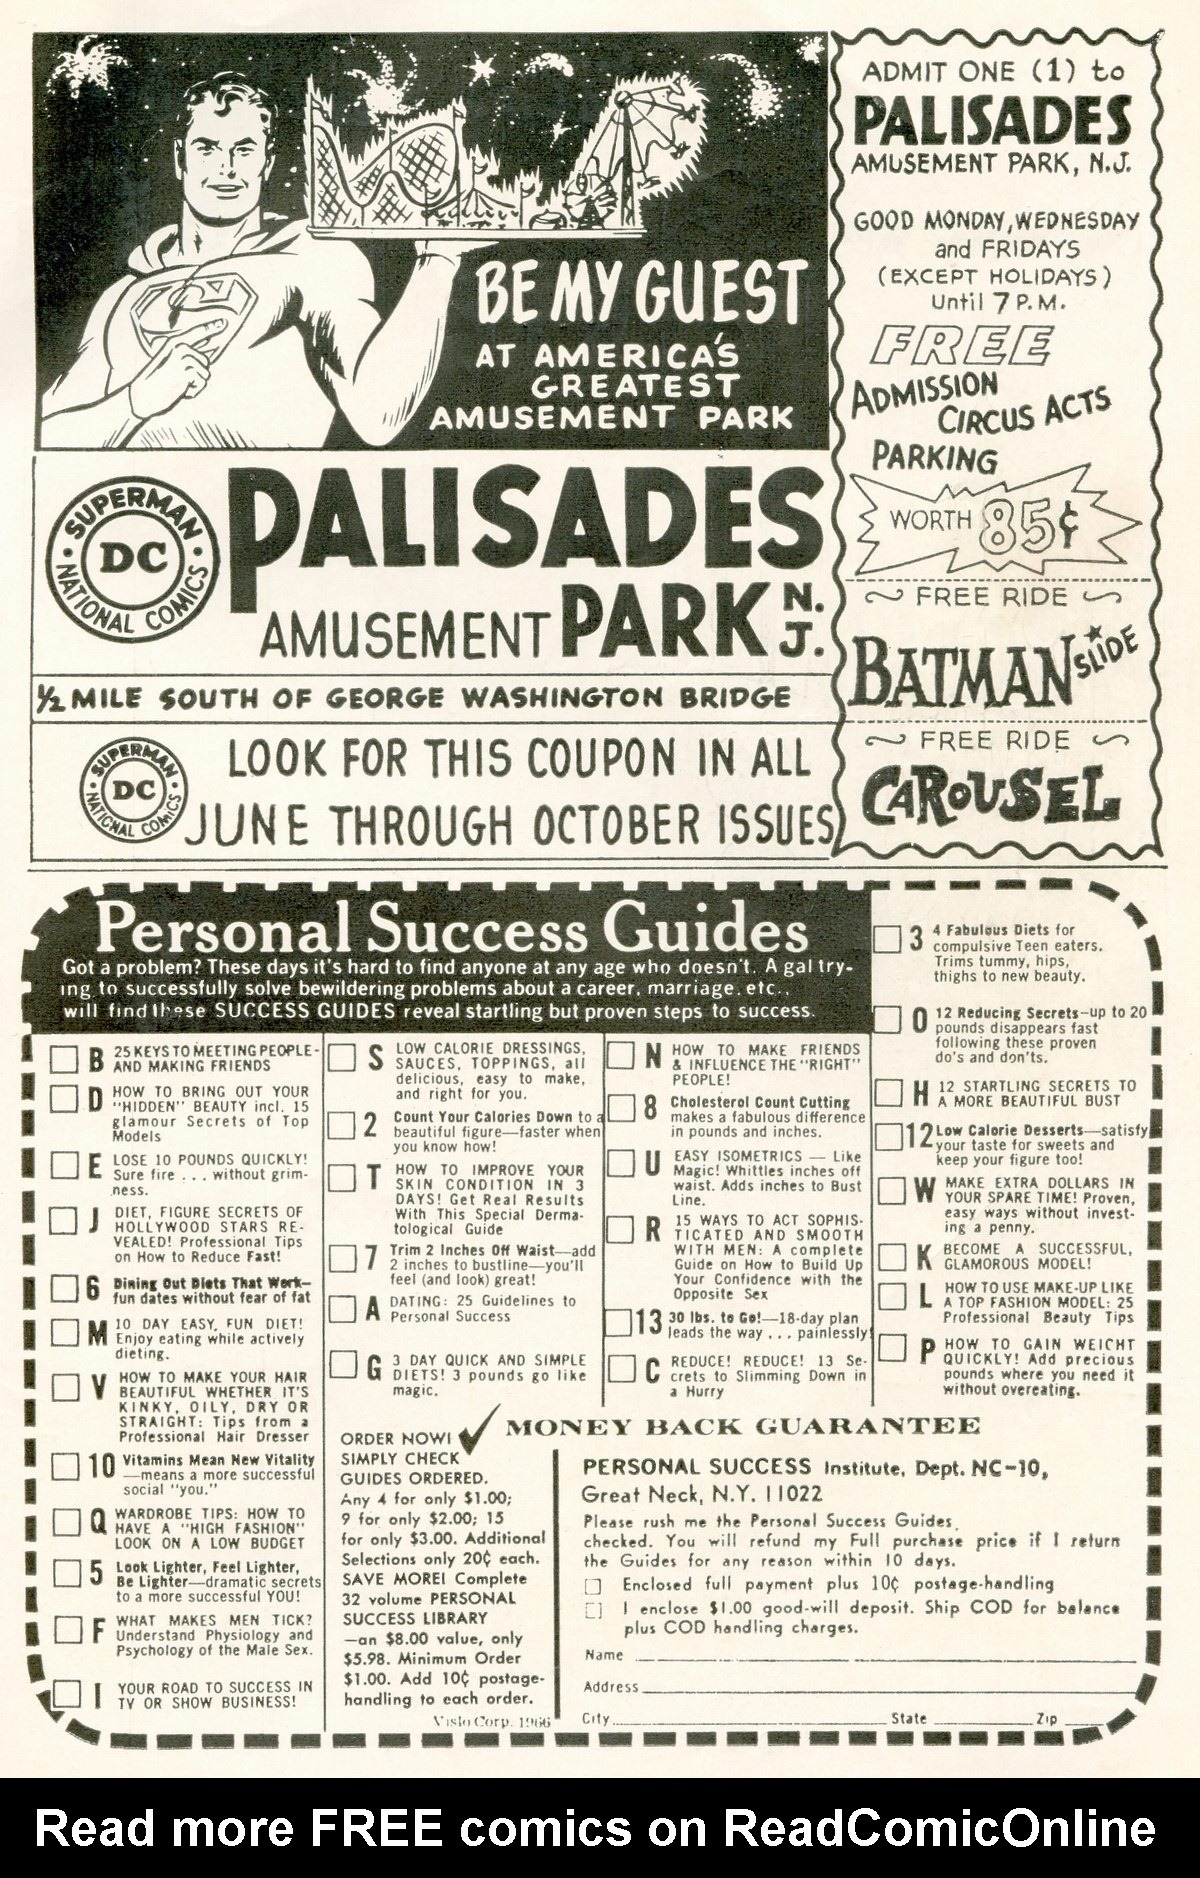 BE MY GUEST
AT AMERICA'S
GREATEST
AMUSEMENT PARK
SUPERMAN
DC
NATIONAL COMICS
PALISADES
AMUSEMENT PARK N.J.
½ MILE SOUTH OF GEORGE WASHINGTON BRIDGE
SUPERMAN
DC
NATIONAL COMICS
LOOK FOR THIS COUPON IN ALL
JUNE THROUGH OCTOBER ISSUES
ADMIT ONE (1) to
PALISADES
AMUSEMENT PARK, N.J.
GOOD MONDAY, WEDNESDAY
and FRIDAYS
(EXCEPT HOLIDAYS)
Until 7 P.M.
FREE
ADMISSION
CIRCUS ACTS
PARKING
WORTH 85¢
FREE RIDE
BATMAN SLIDE
FREE RIDE
CAROUSEL
Personal Success Guides
Got a problem? These days it's hard to find anyone at any age who doesn't. A gal try-
ing to successfully solve bewildering problems about a career, marriage, etc.,
will find these SUCCESS GUIDES reveal startling but proven steps to success.
B 25 KEYS TO MEETING PEOPLE-
AND MAKING FRIENDS
D HOW TO BRING OUT YOUR
"HIDDEN" BEAUTY incl. 15
glamour Secrets of Top
Models
E LOSE 10 POUNDS QUICKLY!
Sure fire . . . without grim-
ness.
J DIET, FIGURE SECRETS OF
HOLLYWOOD STARS RE-
VEALED! Professional Tips
on How to Reduce Fast!
6 Dining Out Diets That Work—
fun dates without fear of fat
M 10 DAY EASY, FUN DIET!
Enjoy eating while actively
dieting.
V HOW TO MAKE YOUR HAIR
BEAUTIFUL WHETHER IT'S
KINKY, OILY, DRY OR
STRAIGHT: Tips from a
Professional Hair Dresser
10 Vitamins Mean New Vitality
—means a more successful
social "you."
Q WARDROBE TIPS: HOW TO
HAVE A "HIGH FASHION"
LOOK ON A LOW BUDGET
5 Look Lighter, Feel Lighter,
Be Lighter—dramatic secrets
to a more successful YOU!
F WHAT MAKES MEN TICK?
Understand Physiology and
Psychology of the Male Sex.
I YOUR ROAD TO SUCCESS IN
TV OR SHOW BUSINESS!
S LOW CALORIE DRESSINGS,
SAUCES, TOPPINGS, all
delicious, easy to make,
and right for you.
2 Count Your Calories Down to a
beautiful figure—faster when
you know how!
T HOW TO IMPROVE YOUR
SKIN CONDITION IN 3
DAYS! Get Real Results
With This Special Derma-
tological Guide
7 Trim 2 Inches Off Waist—add
2 inches to bustline—you'll
feel (and look) great!
A DATING: 25 Guidelines to
Personal Success
G 3 DAY QUICK AND SIMPLE
DIETS! 3 pounds go like
magic.
N HOW TO MAKE FRIENDS
& INFLUENCE THE "RIGHT"
PEOPLE!
8 Cholesterol Count Cutting
makes a fabulous difference
in pounds and inches.
U EASY ISOMETRICS — Like
Magic! Whittles inches off
waist. Adds inches to Bust
Line.
R 15 WAYS TO ACT SOPHIS-
TICATED AND SMOOTH
WITH MEN: A complete
Guide on How to Build Up
Your Confidence with the
Opposite Sex
13 30 lbs. to Go!—18-day plan
leads the way . . . painlessly!
C REDUCE! REDUCE! 13 Se-
crets to Slimming Down in
a Hurry
3 4 Fabulous Diets for
compulsive Teen eaters.
Trims tummy, hips,
thighs to new beauty.
O 12 Reducing Secrets—up to 20
pounds disappears fast
following these proven
do's and don'ts.
H 12 STARTLING SECRETS TO
A MORE BEAUTIFUL BUST
12 Low Calorie Desserts—satisfy
your taste for sweets and
keep your figure too!
W MAKE EXTRA DOLLARS IN
YOUR SPARE TIME! Proven,
easy ways without invest-
ing a penny.
K BECOME A SUCCESSFUL,
GLAMOROUS MODEL!
L HOW TO USE MAKE-UP LIKE
A TOP FASHION MODEL: 25
Professional Beauty Tips
P HOW TO GAIN WEIGHT
QUICKLY! Add precious
pounds where you need it
without overeating.
ORDER NOW!
SIMPLY CHECK
GUIDES ORDERED.
Any 4 for only $1.00;
9 for only $2.00; 15
for only $3.00. Additional
Selections only 20¢ each.
SAVE MORE! Complete
32 volume PERSONAL
SUCCESS LIBRARY
—an $8.00 value, only
$5.98. Minimum Order
$1.00. Add 10¢ postage-
handling to each order.
Vislo Corp. 1966
MONEY BACK GUARANTEE
PERSONAL SUCCESS Institute, Dept. NC-10,
Great Neck, N.Y. 11022
Please rush me the Personal Success Guides,
checked. You will refund my Full purchase price if I return
the Guides for any reason within 10 days.
Enclosed full payment plus 10¢ postage-handling
I enclose $1.00 good-will deposit. Ship COD for balance
plus COD handling charges.
Name
Address
City State Zip
Read more FREE comics on ReadComicOnline